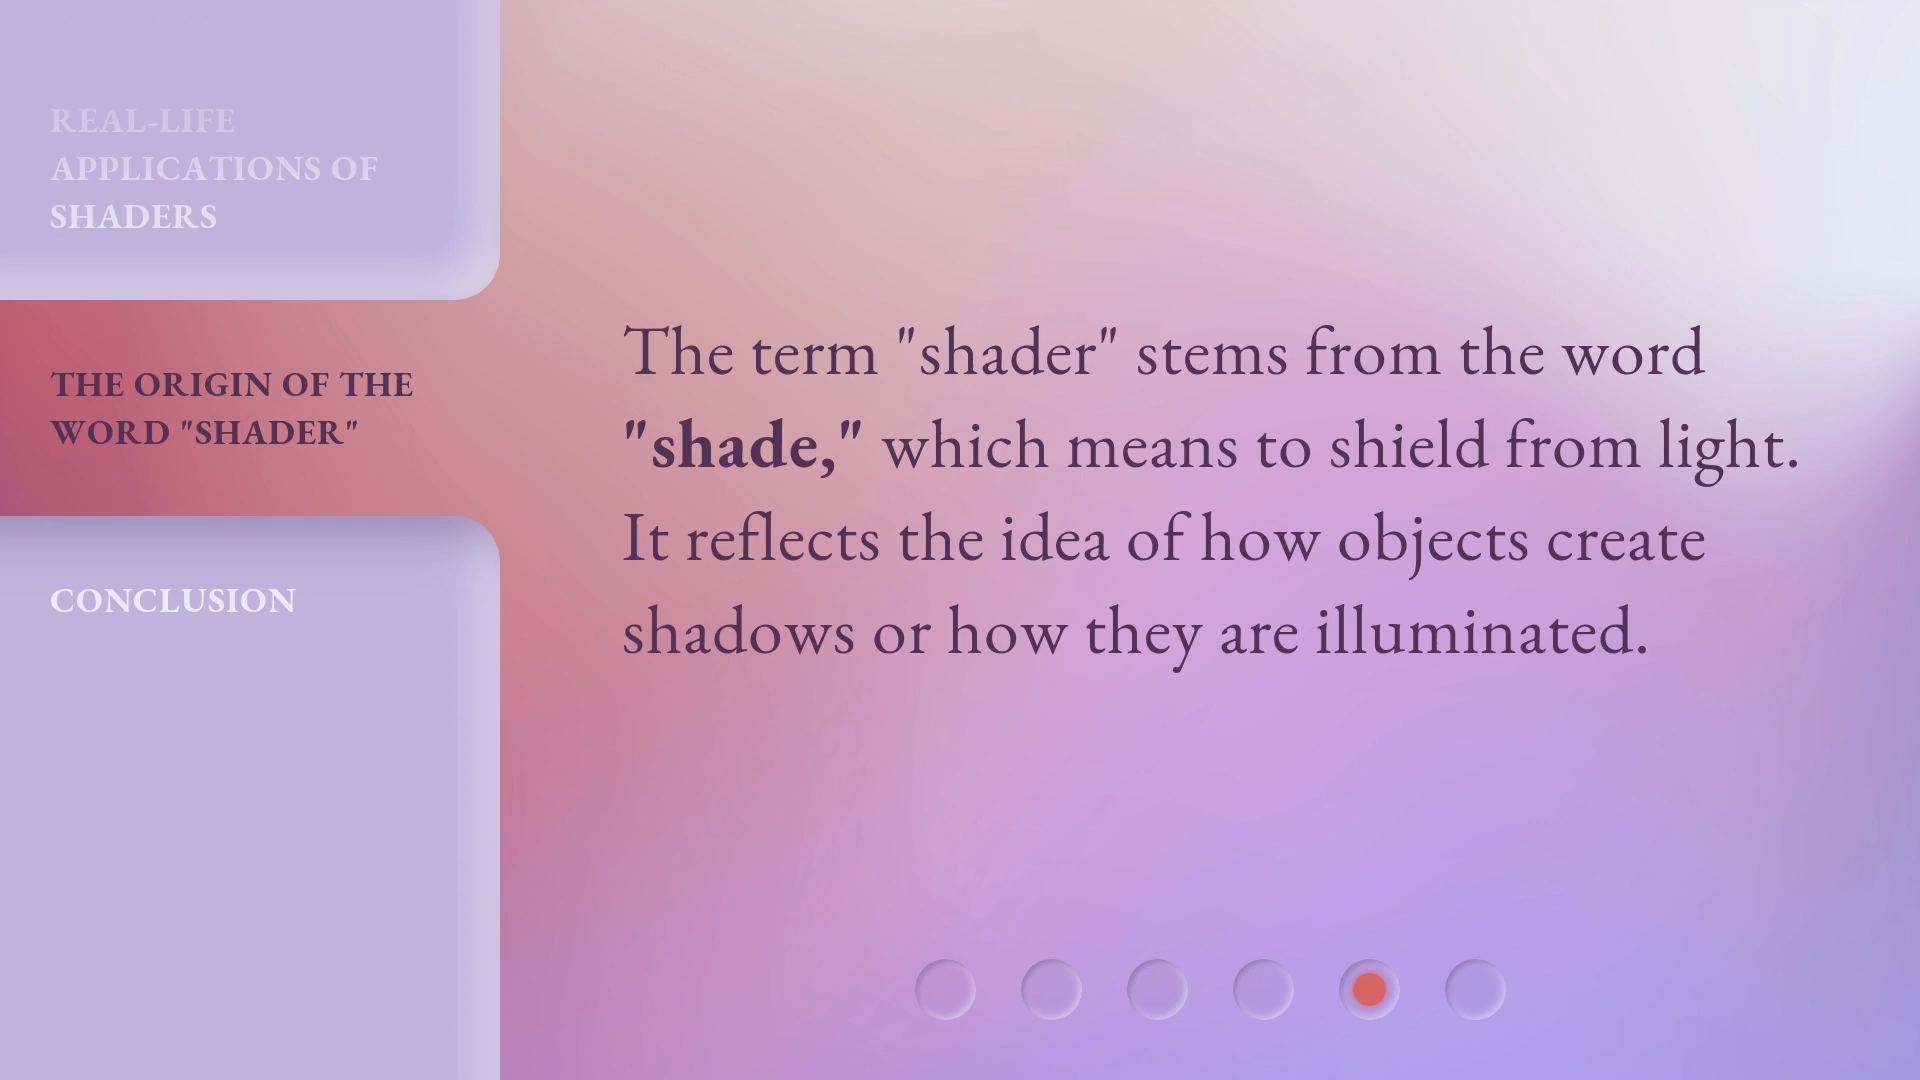 REAL-LIFE
APPLICATIONS OF
SHADERS
THE ORIGIN OF THE
WORD "SHADER"
CONCLUSION
The term "shader" stems from the word
"shade," which means to shield from light.
It reflects the idea of how objects create
shadows or how they are illuminated.